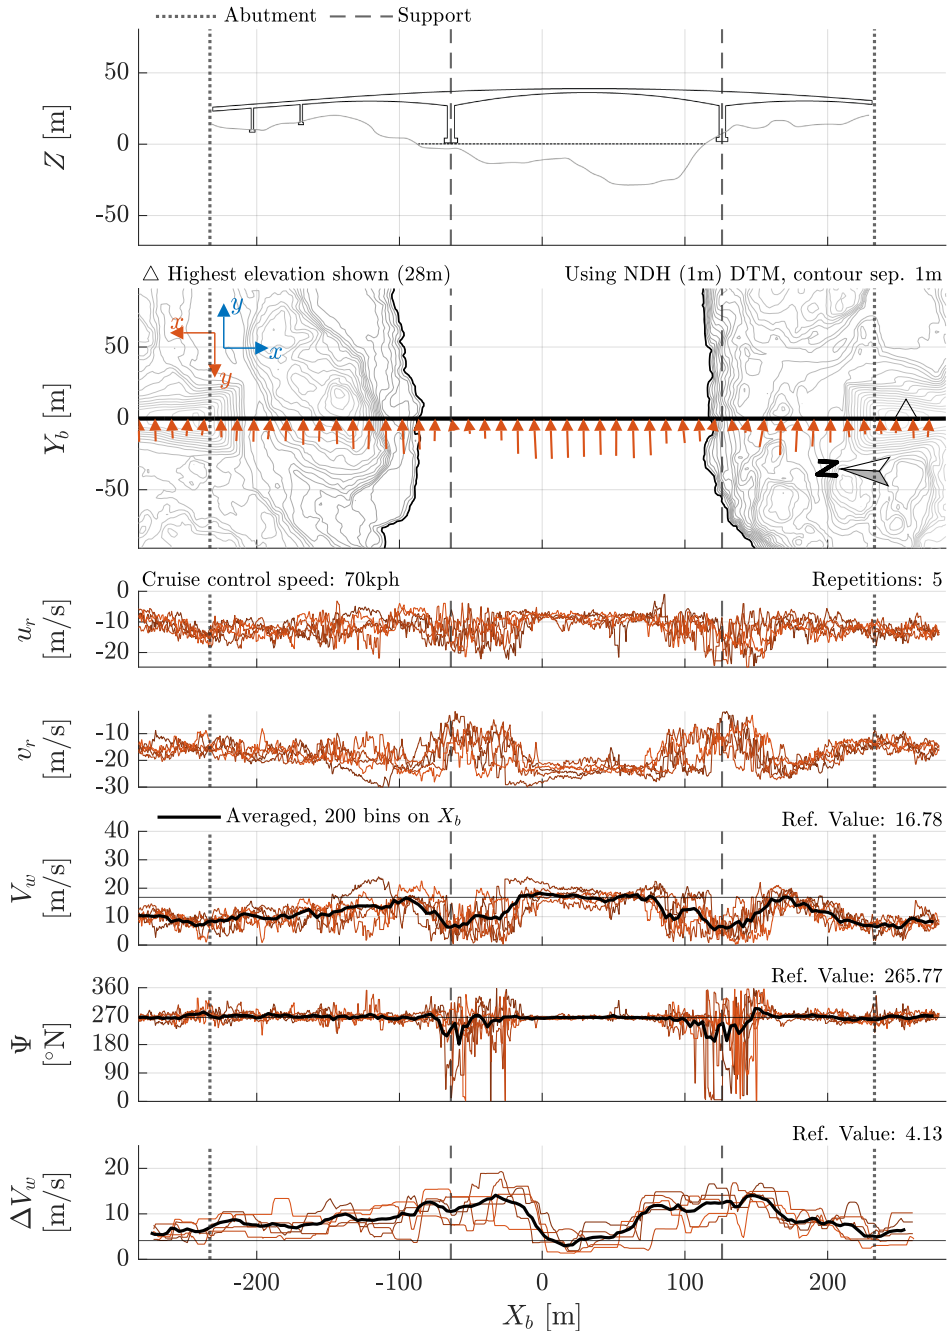 Abutment Support
50
0
-50
Z [m]
△ Highest elevation shown (28m) Using NDH (1m) DTM, contour sep. 1m
y
x
x
y
50
0
-50
Y_b [m]
N
Cruise control speed: 70kph Repetitions: 5
0
-10
-20
u_r [m/s]
-10
-20
-30
v_r [m/s]
Averaged, 200 bins on X_b Ref. Value: 16.78
40
30
20
10
0
V_w [m/s]
Ref. Value: 265.77
360
270
180
90
0
Ψ [°N]
Ref. Value: 4.13
20
10
0
ΔV_w [m/s]
-200 -100 0 100 200
X_b [m]